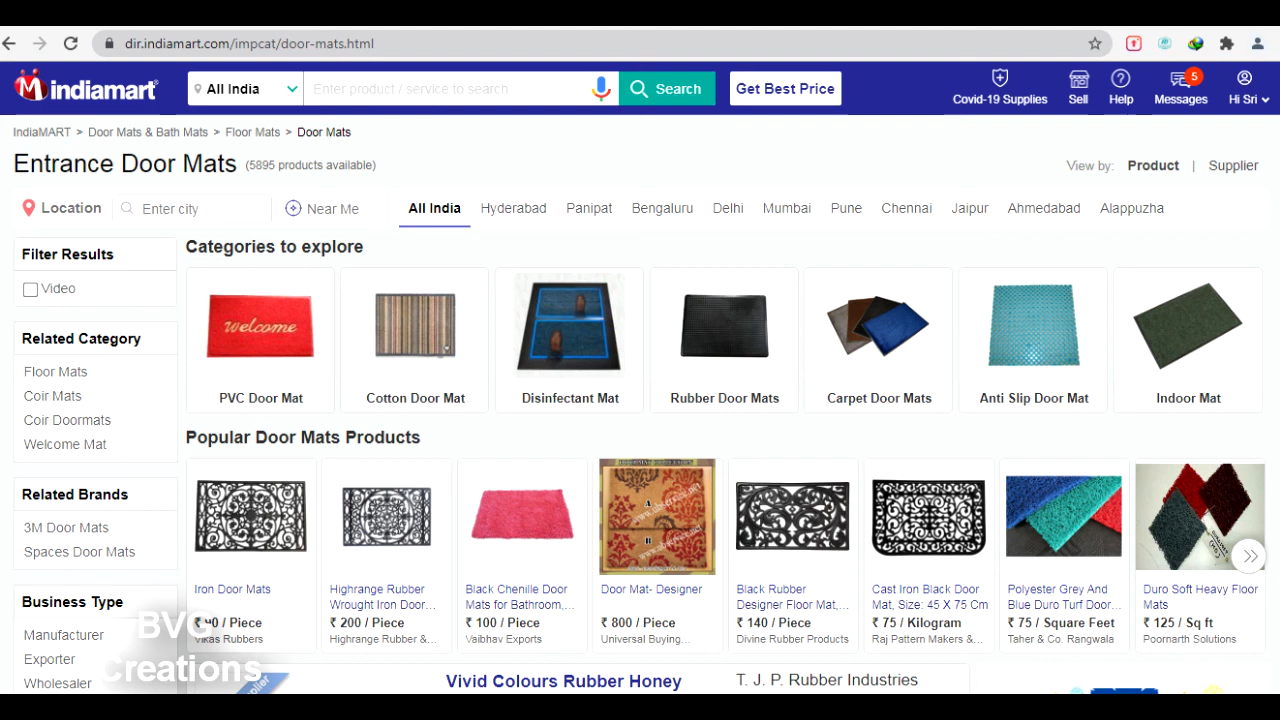 dir.indiamart.com/impcat/door-mats.html
indiamart
All India
Enter product / service to search
Search
Get Best Price
Covid-19 Supplies
Sell
Help
5
Messages
Hi Sri
IndiaMART > Door Mats & Bath Mats > Floor Mats > Door Mats
Entrance Door Mats (5895 products available)
View by: Product | Supplier
Location
Enter city
Near Me
All India Hyderabad Panipat Bengaluru Delhi Mumbai Pune Chennai Jaipur Ahmedabad Alappuzha
Filter Results
Video
Related Category
Floor Mats
Coir Mats
Coir Doormats
Welcome Mat
Related Brands
3M Door Mats
Spaces Door Mats
Business Type
Manufacturer
Exporter
Wholesaler
BVG
Creations
Categories to explore
welcome
PVC Door Mat
Cotton Door Mat
Disinfectant Mat
Rubber Door Mats
Carpet Door Mats
Anti Slip Door Mat
Indoor Mat
Popular Door Mats Products
Iron Door Mats
90 / Piece
Vikas Rubbers
Highrange Rubber
Wrought Iron Door...
₹ 200 / Piece
Highrange Rubber &...
Black Chenille Door
Mats for Bathroom,...
₹ 100 / Piece
Vaibhav Exports
A
B
Door Mat- Designer
₹ 800 / Piece
Universal Buying...
Black Rubber
Designer Floor Mat,...
₹ 140 / Piece
Divine Rubber Products
Cast Iron Black Door
Mat, Size: 45 X 75 Cm
₹ 75 / Kilogram
Raj Pattern Makers &...
Polyester Grey And
Blue Duro Turf Door...
₹ 75 / Square Feet
Taher & Co. Rangwala
Duro Soft Heavy Floor
Mats
₹ 125 / Sq ft
Poornarth Solutions
Vivid Colours Rubber Honey
T. J. P. Rubber Industries